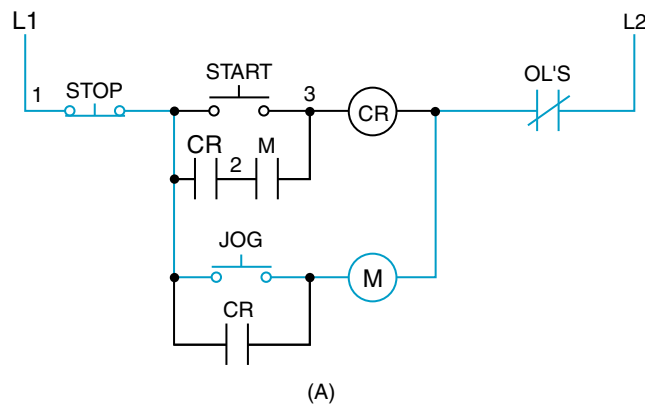 L1 L2
OL'S
START
1 STOP 3 CR
CR 2 M
JOG
M
CR
(A)